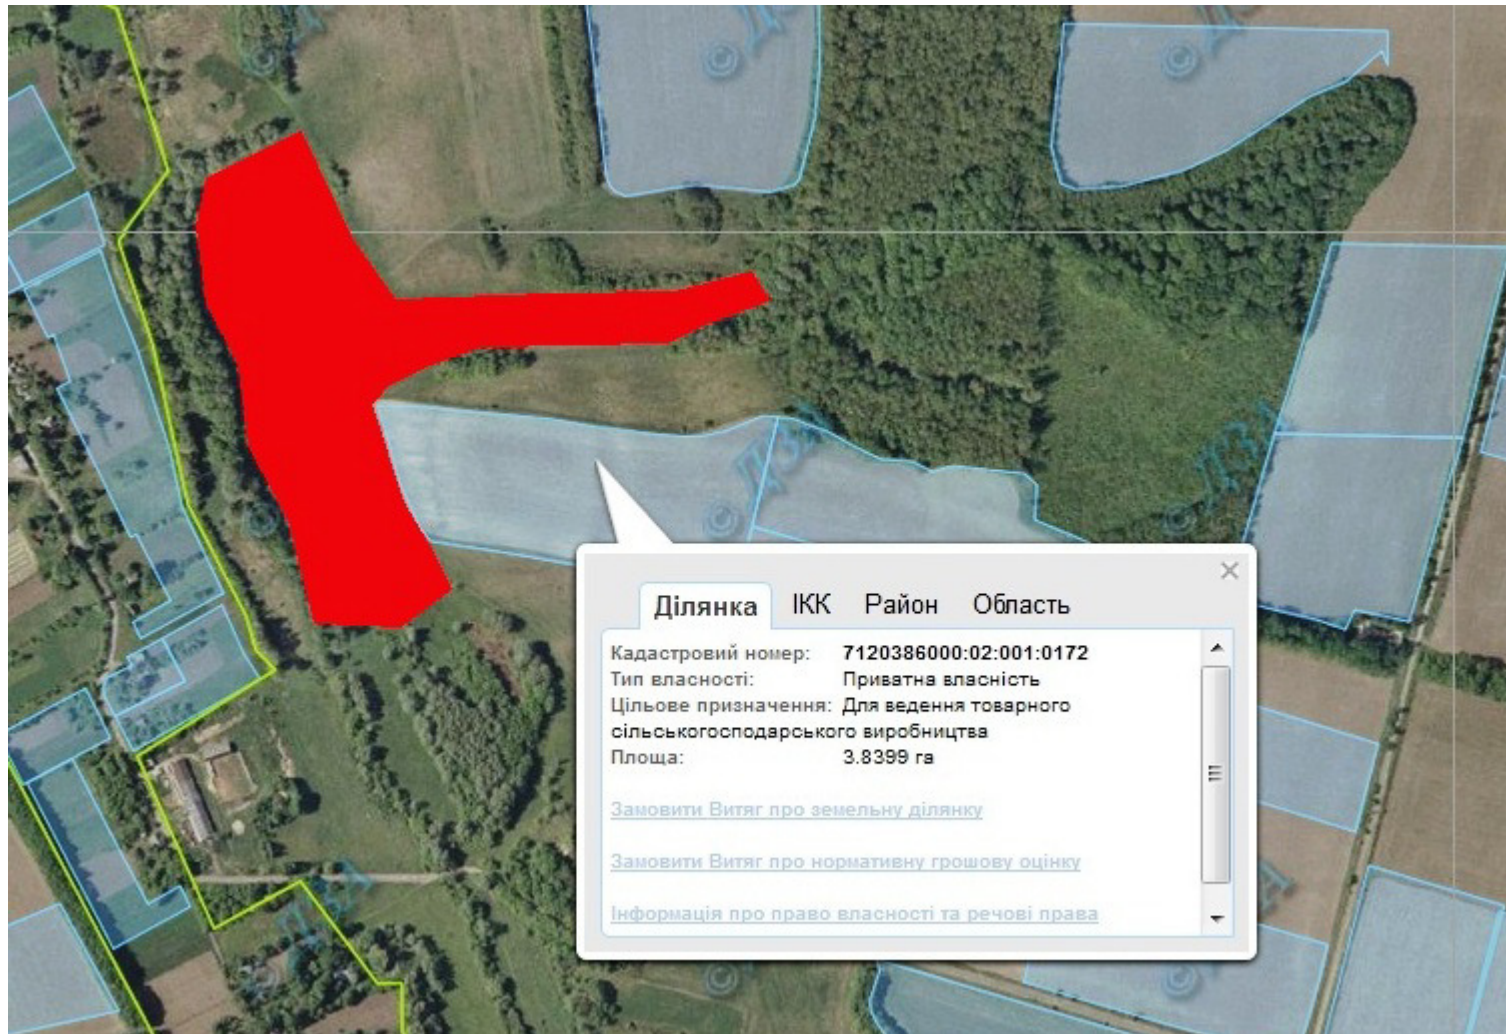 Ділянка ІКК Район Область
Кадастровий номер: 7120386000:02:001:0172
Тип власності: Приватна власність
Цільове призначення: Для ведення товарного
сільськогосподарського виробництва
Площа: 3.8399 га
Замовити Витяг про земельну ділянку
Замовити Витяг про нормативну грошову оцінку
Інформація про право власності та речові права